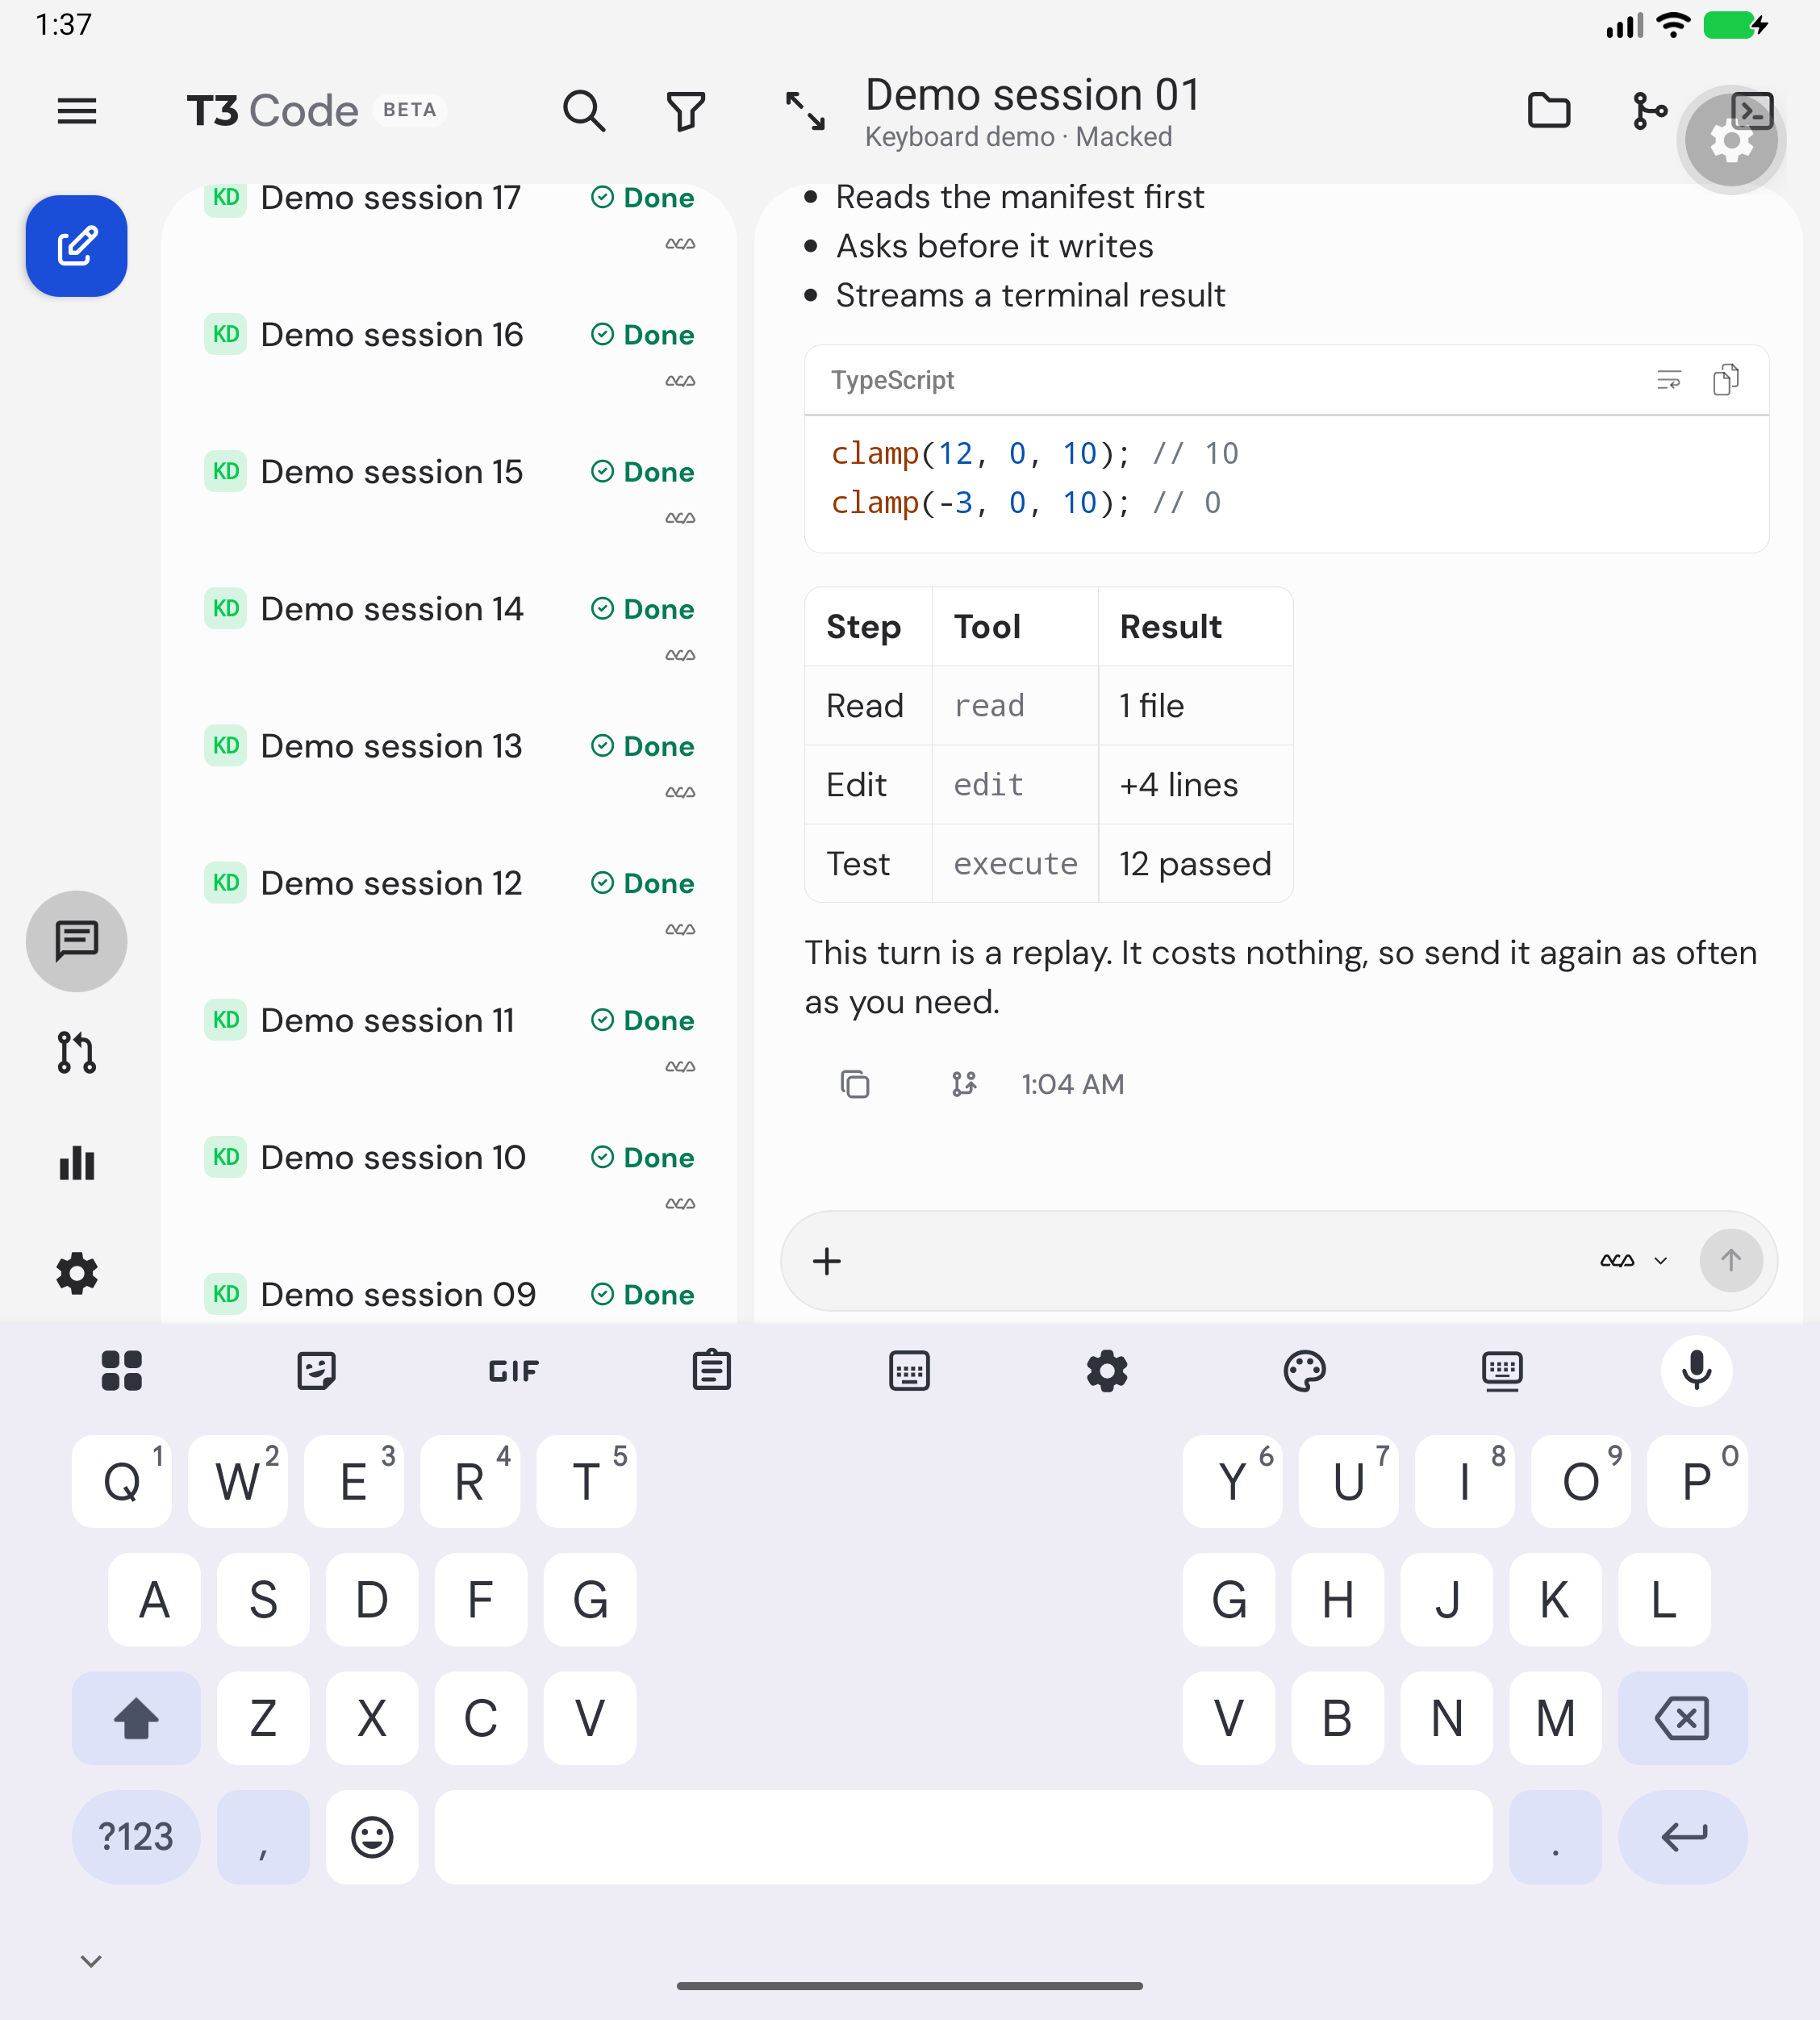 1:37
T3 Code BETA
Demo session 01
Keyboard demo · Macked
Demo session 17 Done
Demo session 16 Done
Demo session 15 Done
Demo session 14 Done
Demo session 13 Done
Demo session 12 Done
Demo session 11 Done
Demo session 10 Done
Demo session 09 Done
KD
KD
KD
KD
KD
KD
KD
KD
KD
Reads the manifest first
Asks before it writes
Streams a terminal result
TypeScript
clamp(12, 0, 10); // 10
clamp(-3, 0, 10); // 0
Step Tool Result
Read read 1 file
Edit edit +4 lines
Test execute 12 passed
This turn is a replay. It costs nothing, so send it again as often
as you need.
1:04 AM
GIF
Q 1 W 2 E 3 R 4 T 5 Y 6 U 7 I 8 O 9 P 0
A S D F G G H J K L
Z X C V V B N M
?123 , .